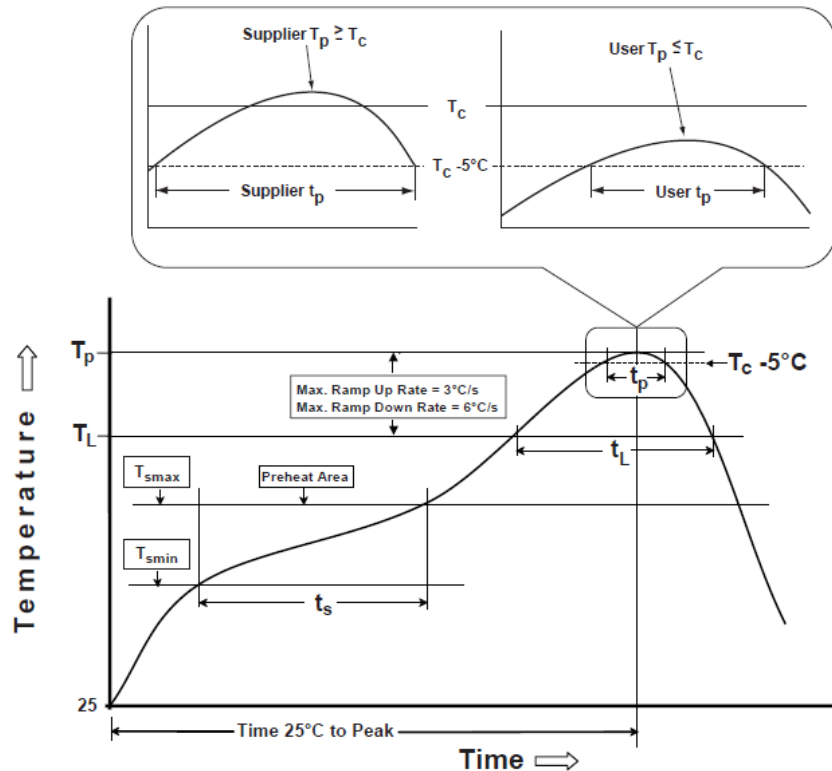 Supplier Tp ≥ Tc
User Tp ≤ Tc
Tc
Tc -5°C
Supplier tp
User tp
Tp
Tc -5°C
tp
Max. Ramp Up Rate = 3°C/s
Max. Ramp Down Rate = 6°C/s
TL
tL
Tsmax
Preheat Area
Tsmin
ts
Temperature
25
Time 25°C to Peak
Time